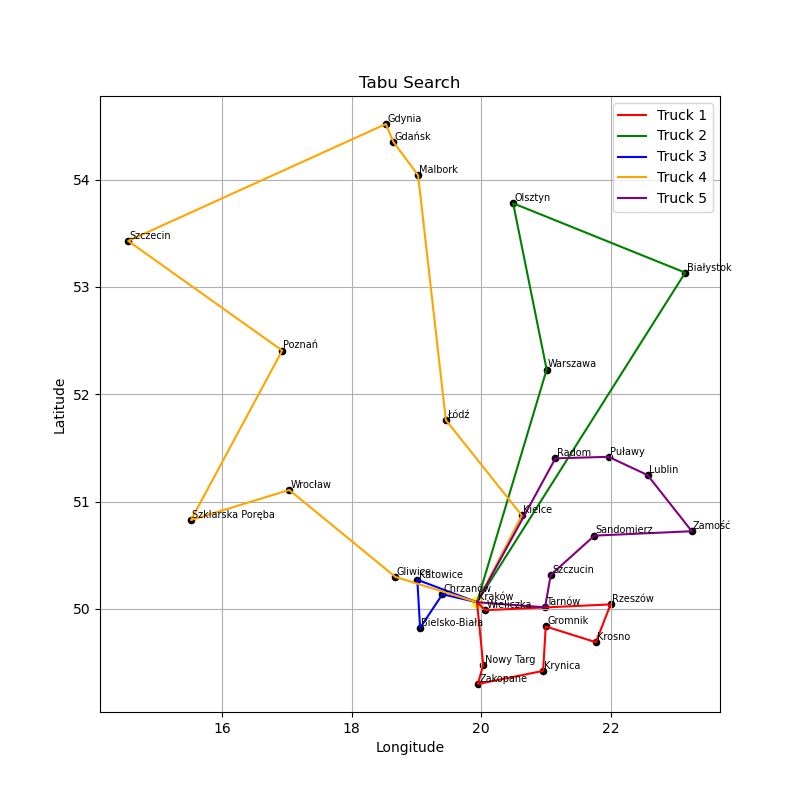 Tabu Search
Truck 1
Truck 2
Truck 3
Truck 4
Truck 5
Gdynia
Gdańsk
Malbork
Olsztyn
Szczecin
Białystok
Poznań
Warszawa
Łódź
Radom
Puławy
Lublin
Wrocław
Szklarska Poręba
Kielce
Zamość
Sandomierz
Gliwice
Katowice
Szczucin
Chrzanów
Kraków
Wieliczka
Tarnów
Rzeszów
Bielsko-Biała
Gromnik
Krosno
Nowy Targ
Krynica
Zakopane
54
53
52
51
50
Latitude
16
18
20
22
Longitude